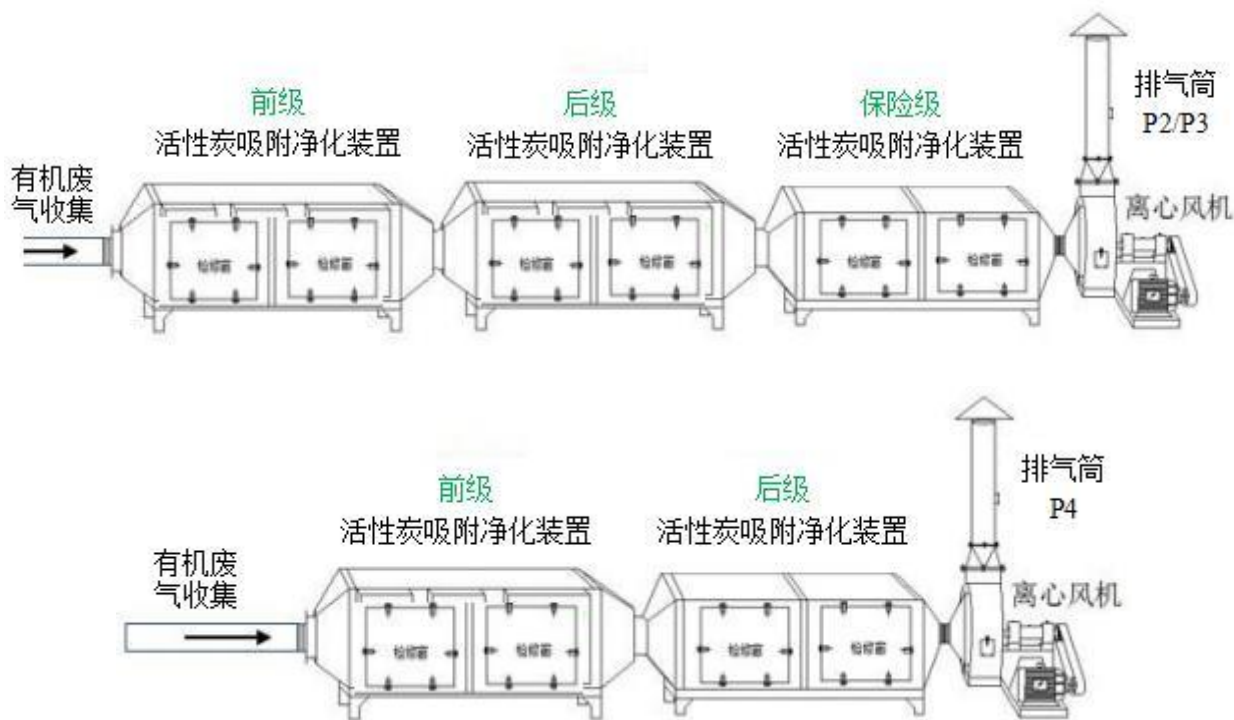 前级
后级
保险级
活性炭吸附净化装置
活性炭吸附净化装置
活性炭吸附净化装置
排气筒
P2/P3
有机废
气收集
离心风机
前级
后级
活性炭吸附净化装置
活性炭吸附净化装置
排气筒
P4
有机废
气收集
离心风机